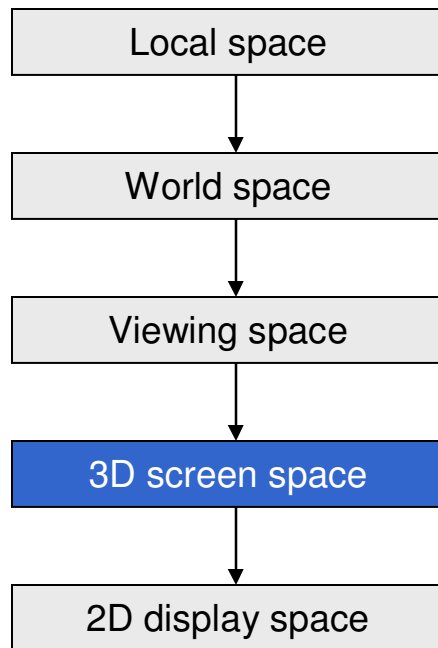 Local space
World space
Viewing space
3D screen space
2D display space